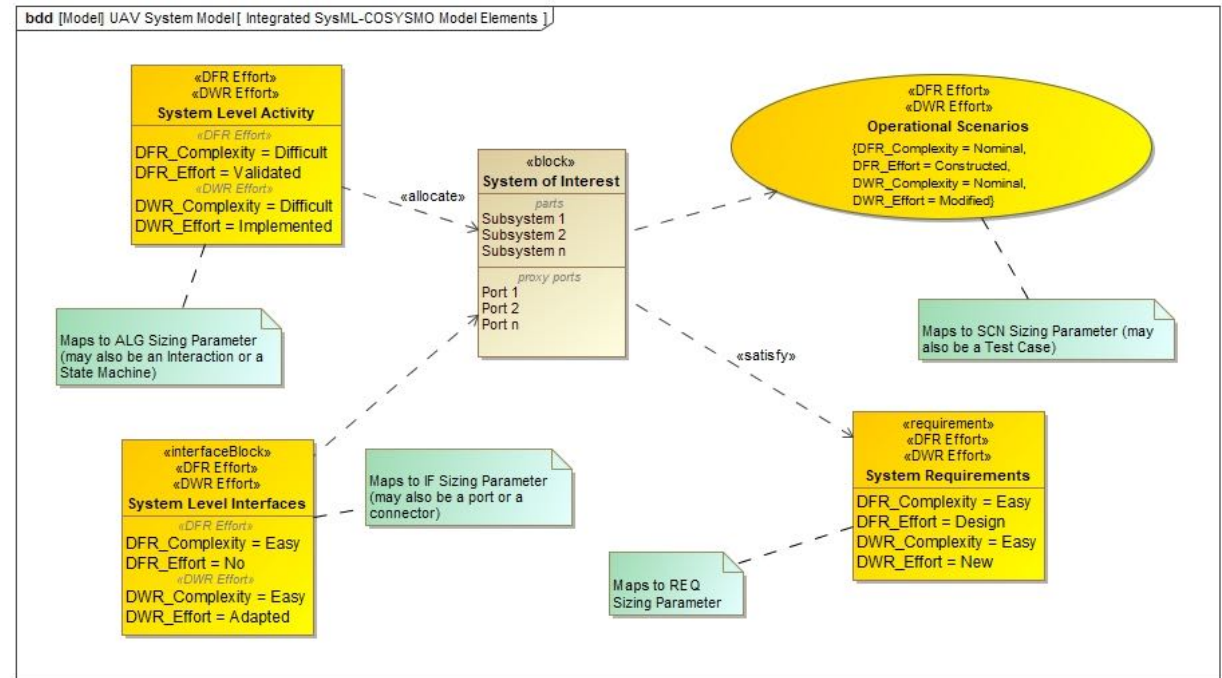 bdd [Model] UAV System Model [ Integrated SysML-COSYSMO Model Elements ]
«DFR Effort»
«DWR Effort»
System Level Activity
«DFR Effort»
DFR_Complexity = Difficult
DFR_Effort = Validated
«DWR Effort»
DWR_Complexity = Difficult
DWR_Effort = Implemented
«allocate»
«block»
System of Interest
parts
Subsystem 1
Subsystem 2
Subsystem n
proxy ports
Port 1
Port 2
Port n
«DFR Effort»
«DWR Effort»
Operational Scenarios
{DFR_Complexity = Nominal,
DFR_Effort = Constructed,
DWR_Complexity = Nominal,
DWR_Effort = Modified}
Maps to ALG Sizing Parameter
(may also be an Interaction or a
State Machine)
Maps to SCN Sizing Parameter (may
also be a Test Case)
«satisfy»
«interfaceBlock»
«DFR Effort»
«DWR Effort»
System Level Interfaces
«DFR Effort»
DFR_Complexity = Easy
DFR_Effort = No
«DWR Effort»
DWR_Complexity = Easy
DWR_Effort = Adapted
Maps to IF Sizing Parameter
(may also be a port or a
connector)
«requirement»
«DFR Effort»
«DWR Effort»
System Requirements
DFR_Complexity = Easy
DFR_Effort = Design
DWR_Complexity = Easy
DWR_Effort = New
Maps to REQ
Sizing Parameter